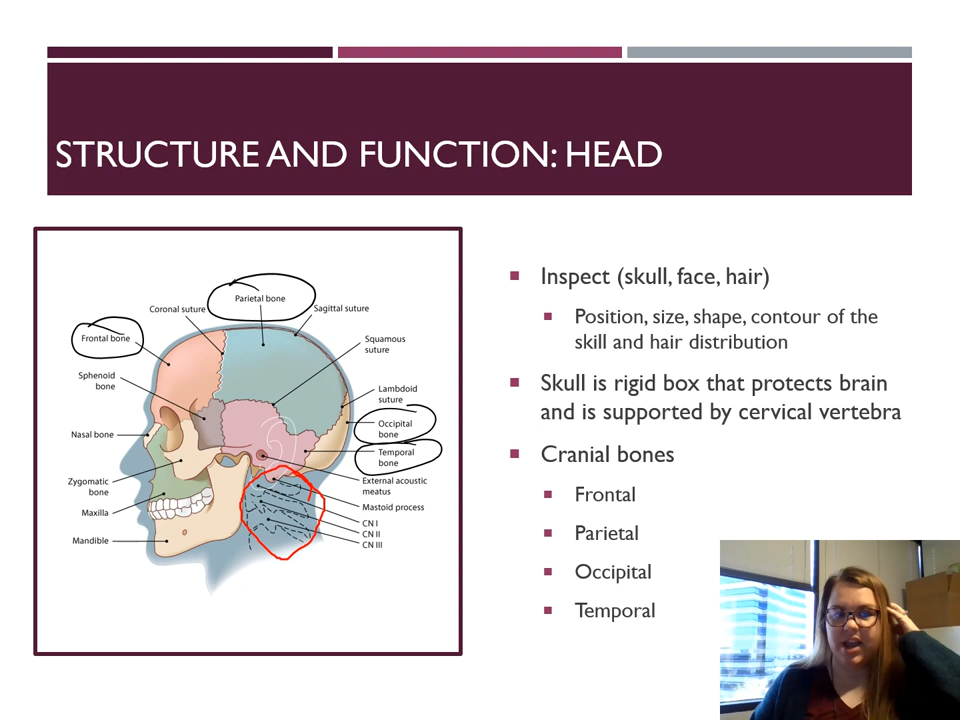 STRUCTURE AND FUNCTION: HEAD
Parietal bone
Coronal suture
Sagittal suture
Frontal bone
Squamous
suture
Sphenoid
bone
Lambdoid
suture
Occipital
bone
Nasal bone
Temporal
bone
Zygomatic
bone
External acoustic
meatus
Maxilla
Mastoid process
CN I
CN II
Mandible
CN III
Inspect (skull, face, hair)
Position, size, shape, contour of the
skill and hair distribution
Skull is rigid box that protects brain
and is supported by cervical vertebra
Cranial bones
Frontal
Parietal
Occipital
Temporal